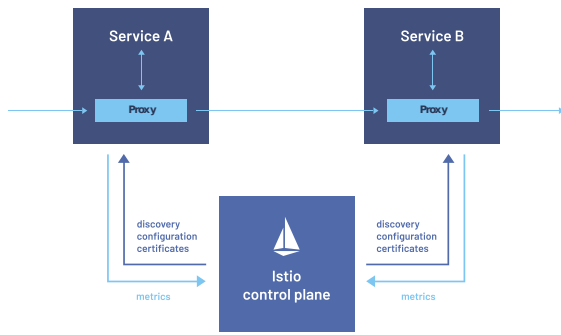 Service A
Service B
Proxy
Proxy
discovery
configuration
certificates
discovery
configuration
certificates
Istio
control plane
metrics
metrics